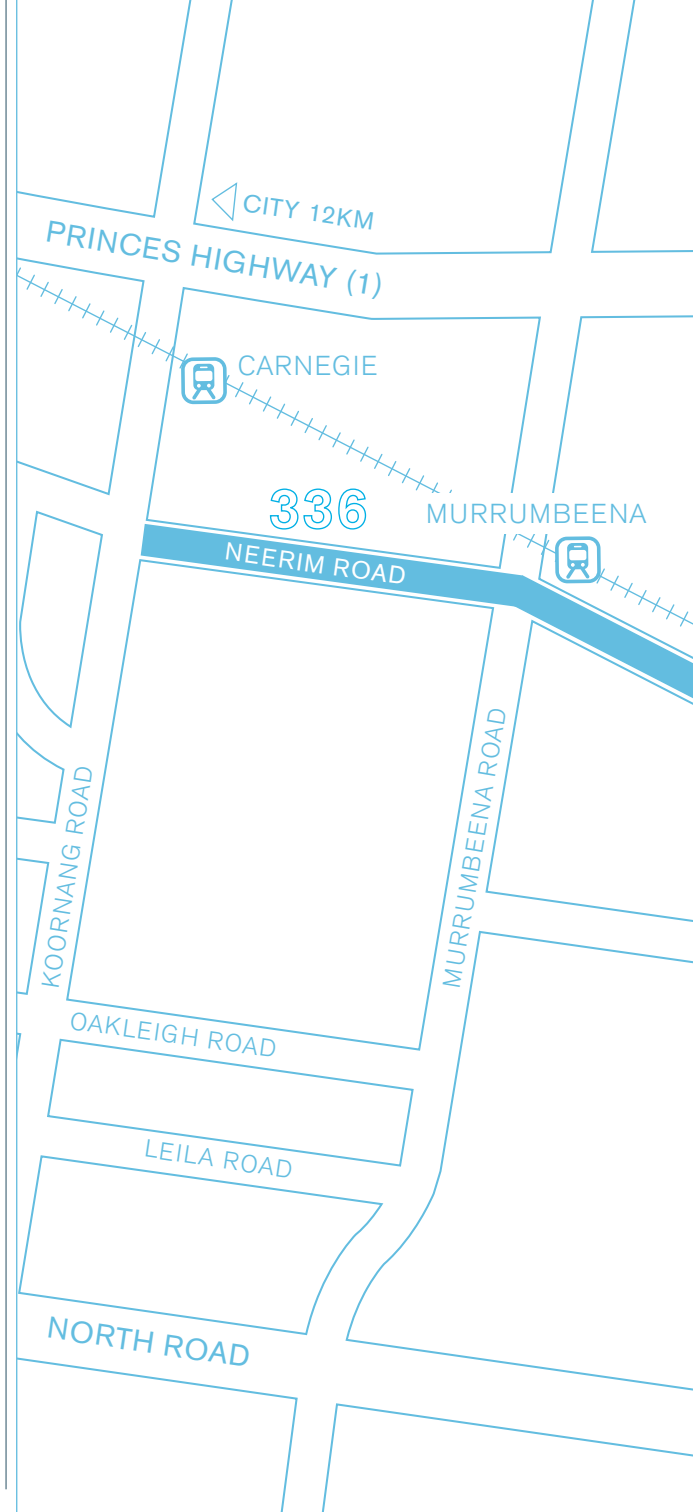 CITY 12KM
PRINCES HIGHWAY (1)
CARNEGIE
336
MURRUMBEENA
NEERIM ROAD
MURRUMBEENA ROAD
KOORNANG ROAD
OAKLEIGH ROAD
LEILA ROAD
NORTH ROAD